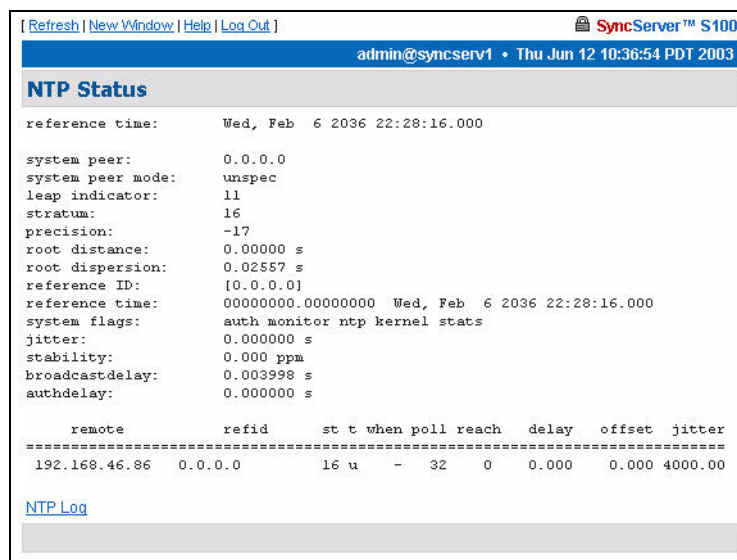 [ Refresh | New Window | Help | Log Out ] SyncServer™ S100
admin@syncserv1 • Thu Jun 12 10:36:54 PDT 2003
NTP Status
reference time: Wed, Feb 6 2036 22:28:16.000
system peer: 0.0.0.0
system peer mode: unspec
leap indicator: 11
stratum: 16
precision: -17
root distance: 0.00000 s
root dispersion: 0.02557 s
reference ID: [0.0.0.0]
reference time: 00000000.00000000 Wed, Feb 6 2036 22:28:16.000
system flags: auth monitor ntp kernel stats
jitter: 0.000000 s
stability: 0.000 ppm
broadcastdelay: 0.003998 s
authdelay: 0.000000 s
remote refid st t when poll reach delay offset jitter
==============================================================================
192.168.46.86 0.0.0.0 16 u - 32 0 0.000 0.000 4000.00
NTP Log